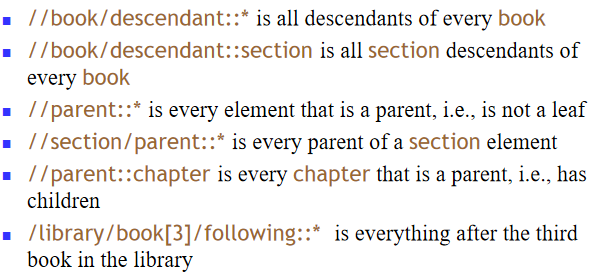 //book/descendant::* is all descendants of every book
//book/descendant::section is all section descendants of
every book
//parent::* is every element that is a parent, i.e., is not a leaf
//section/parent::* is every parent of a section element
//parent::chapter is every chapter that is a parent, i.e., has
children
/library/book[3]/following::* is everything after the third
book in the library